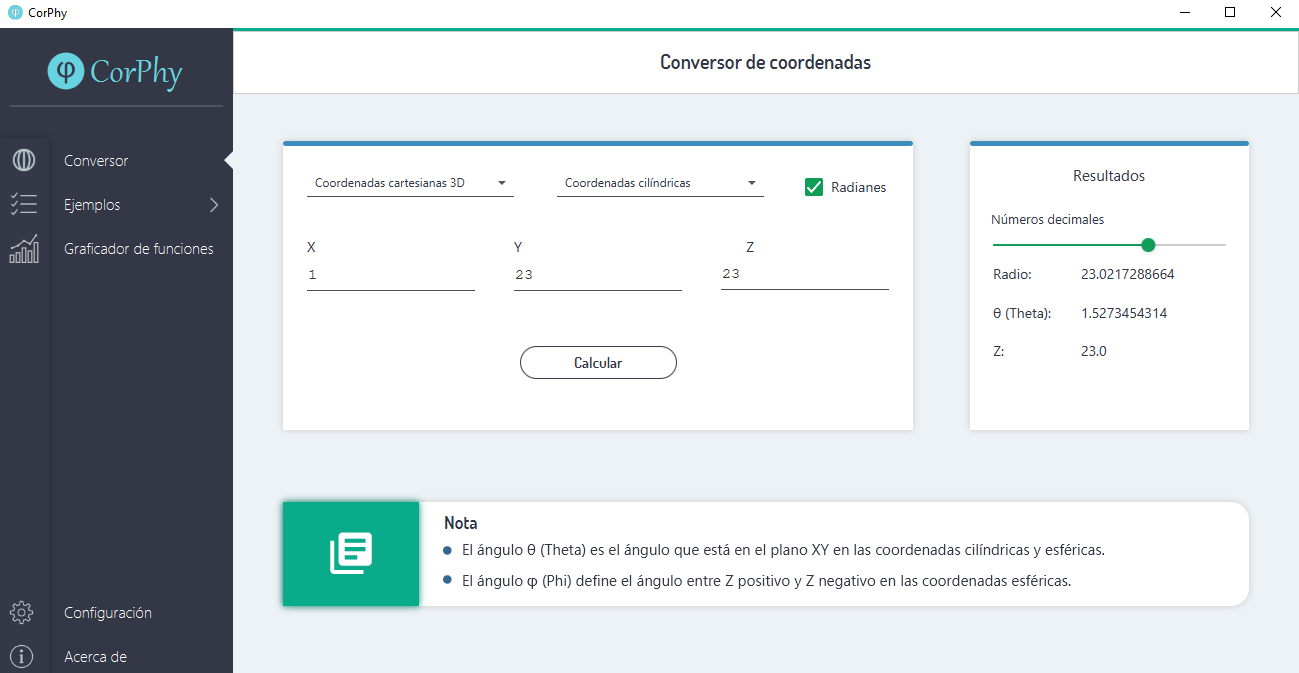 CorPhy
φ CorPhy
Conversor de coordenadas
Conversor
Ejemplos
Graficador de funciones
Configuración
Acerca de
Coordenadas cartesianas 3D
Coordenadas cilíndricas
Radianes
X
Y
Z
1
23
23
Calcular
Resultados
Números decimales
Radio: 23.0217288664
θ (Theta): 1.5273454314
Z: 23.0
Nota
El ángulo θ (Theta) es el ángulo que está en el plano XY en las coordenadas cilíndricas y esféricas.
El ángulo φ (Phi) define el ángulo entre Z positivo y Z negativo en las coordenadas esféricas.